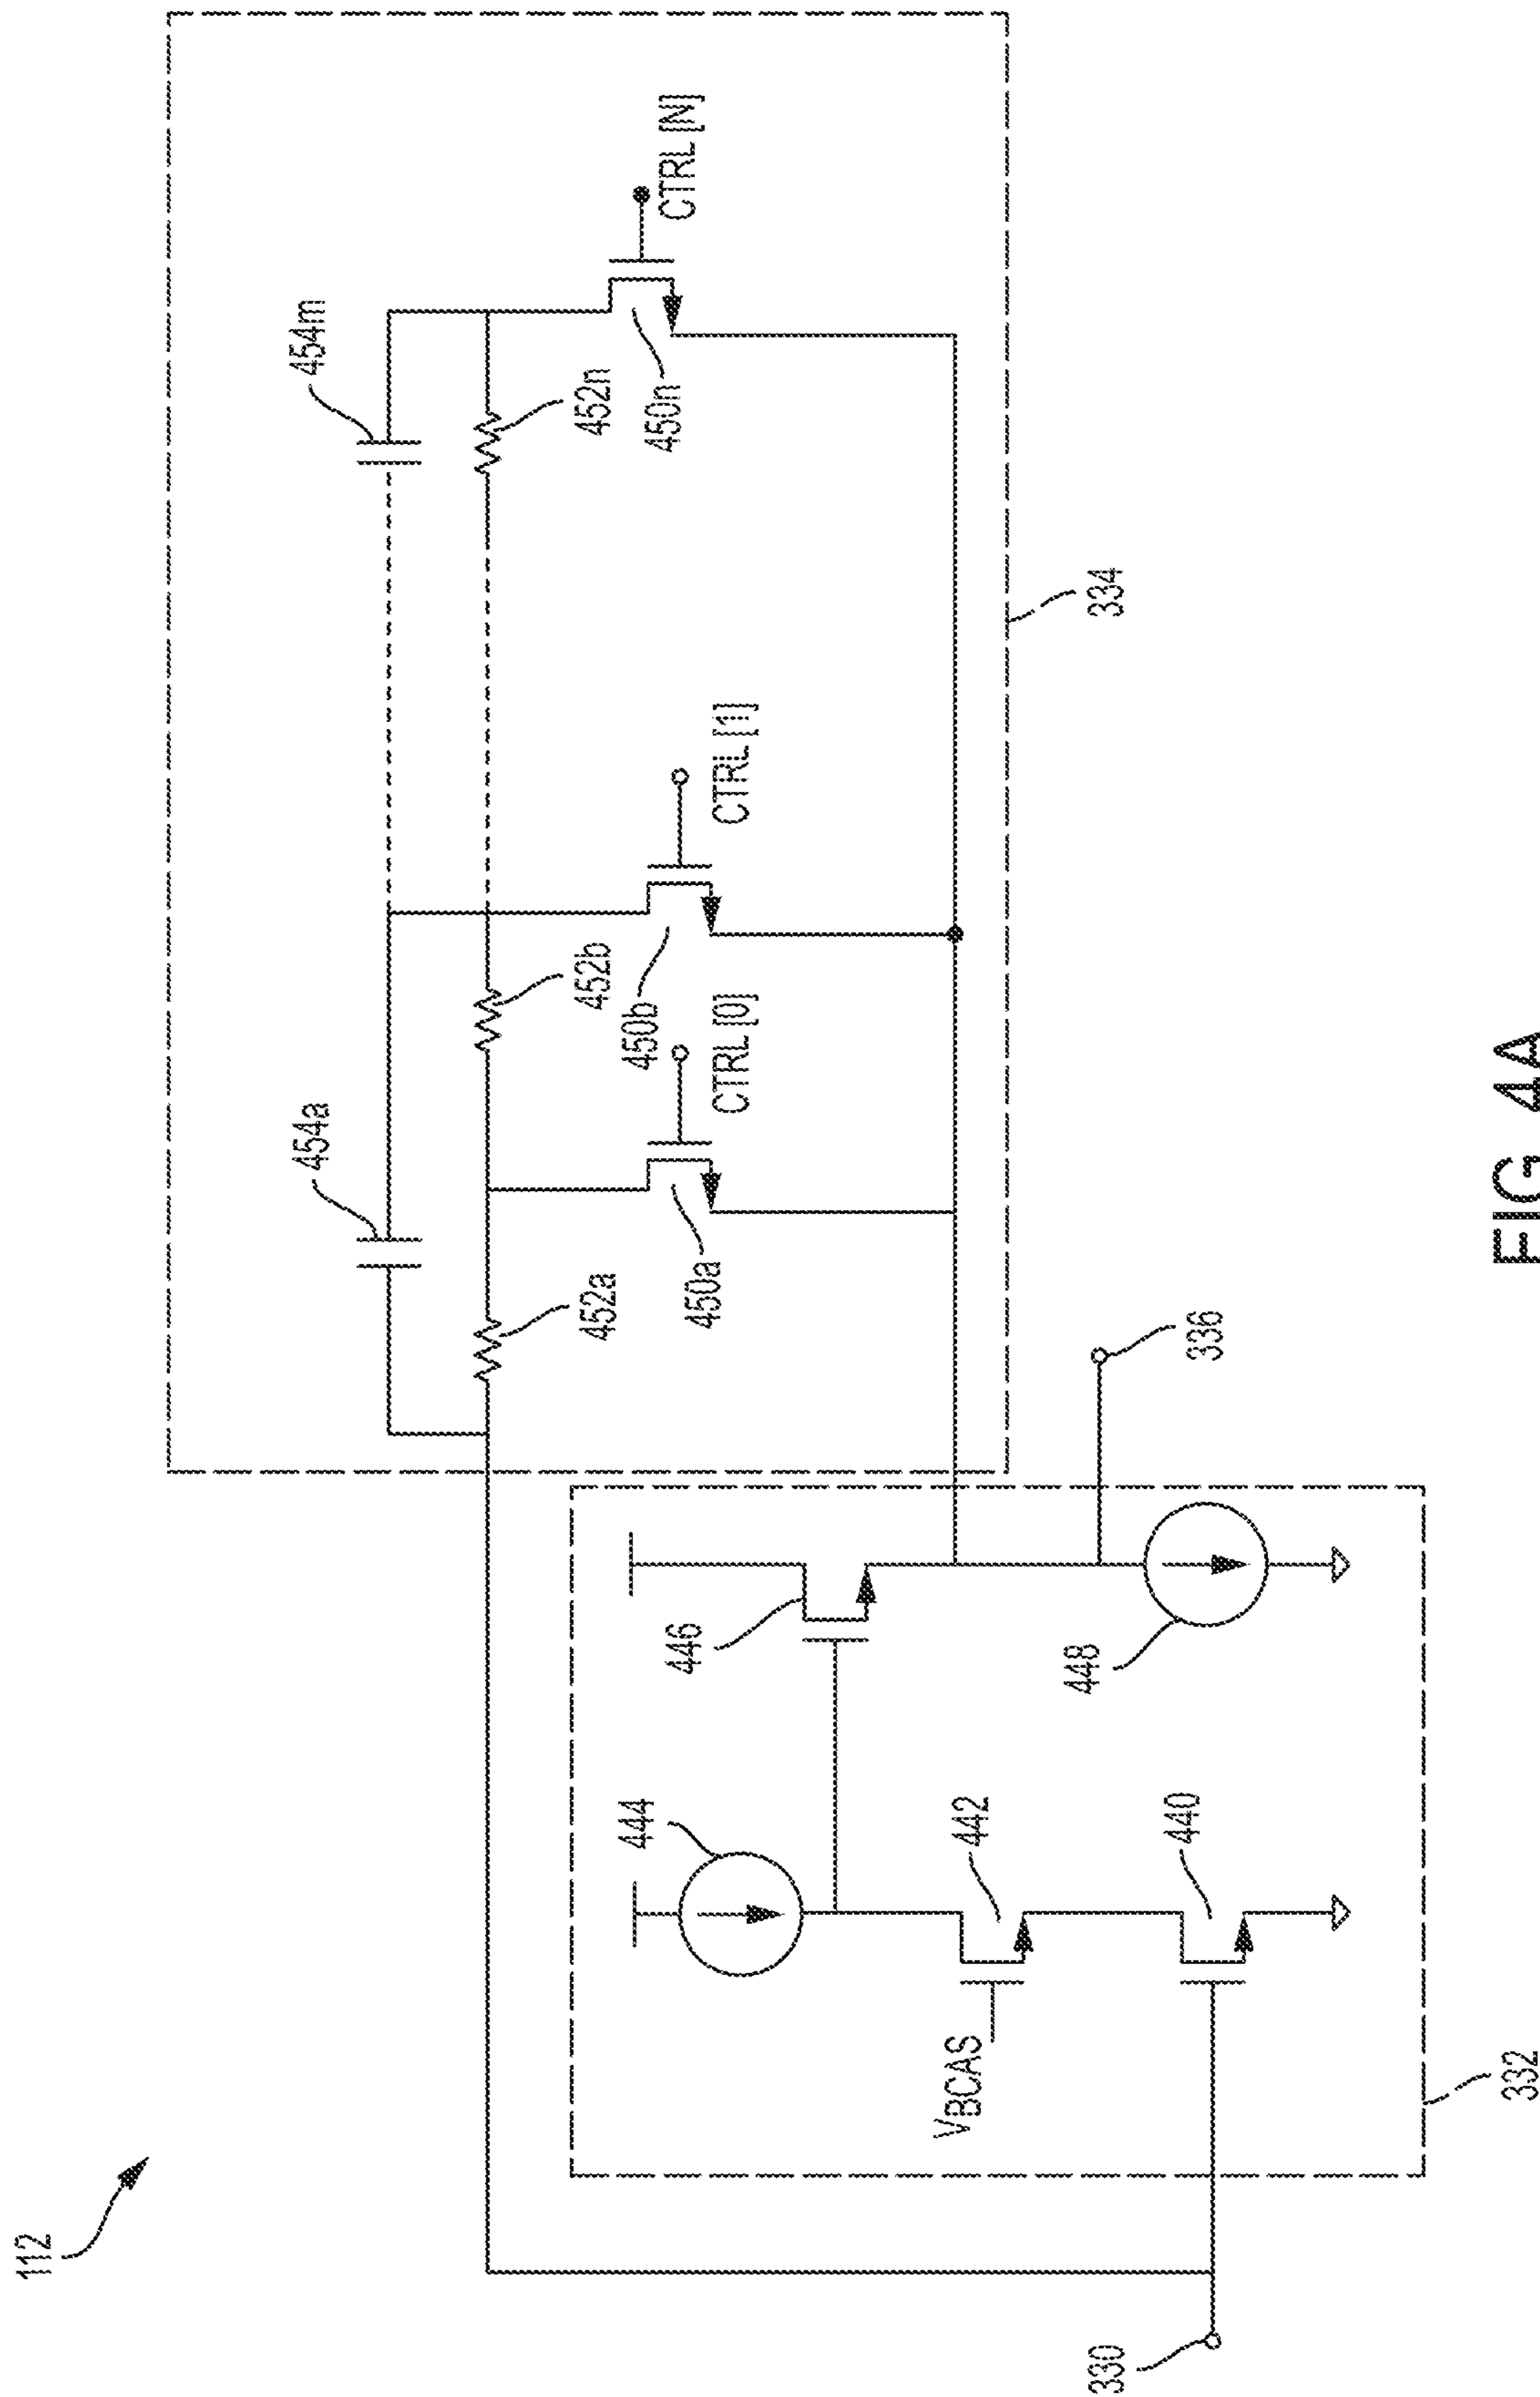 112
454a
454m
452a
452b
452n
450a
450b
450n
CTRL [0]
CTRL [1]
CTRL [N]
334
444
446
442
440
448
VBCAS
336
330
332
FIG. 4A